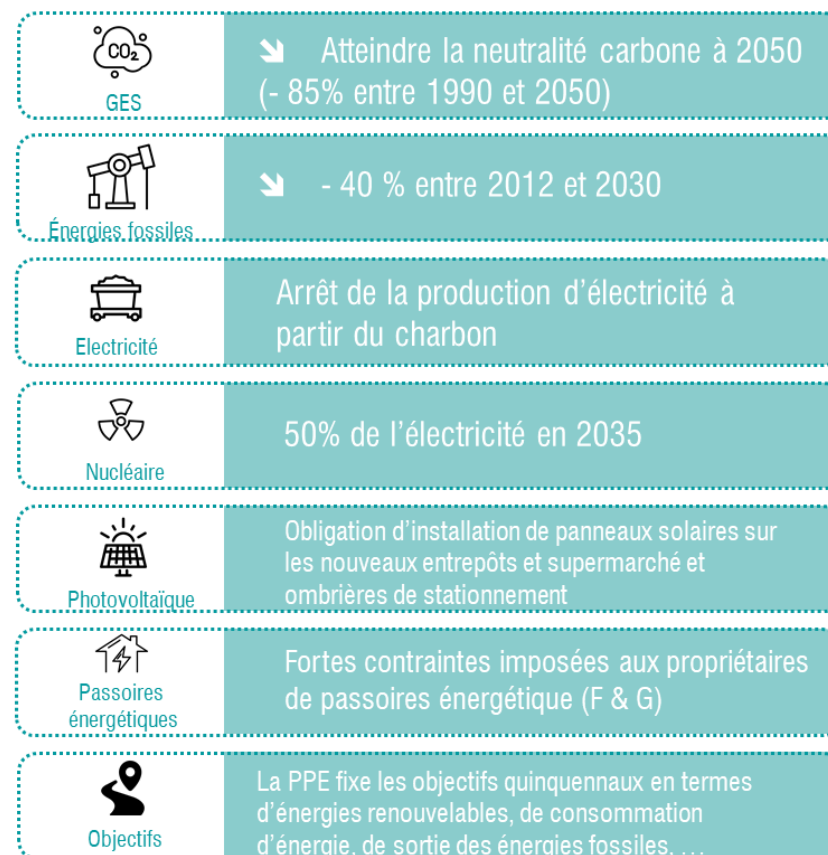 CO₂
GES
Atteindre la neutralité carbone à 2050
(- 85% entre 1990 et 2050)
Énergies fossiles
- 40 % entre 2012 et 2030
Electricité
Arrêt de la production d’électricité à
partir du charbon
Nucléaire
50% de l’électricité en 2035
Photovoltaïque
Obligation d’installation de panneaux solaires sur
les nouveaux entrepôts et supermarché et
ombrières de stationnement
Passoires
énergétiques
Fortes contraintes imposées aux propriétaires
de passoires énergétique (F & G)
Objectifs
La PPE fixe les objectifs quinquennaux en termes
d’énergies renouvelables, de consommation
d’énergie, de sortie des énergies fossiles, …